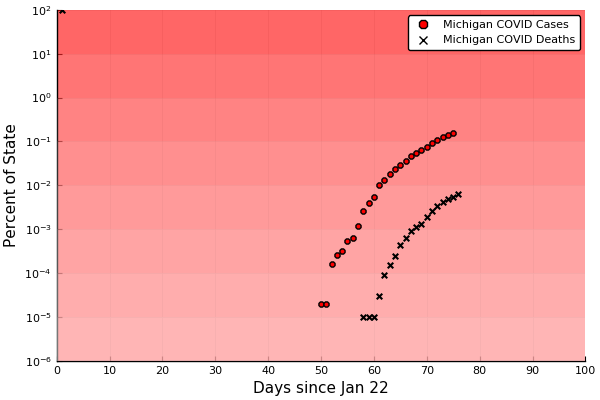 10²
Michigan COVID Cases
Michigan COVID Deaths
10¹
10⁰
10⁻¹
10⁻²
10⁻³
10⁻⁴
10⁻⁵
10⁻⁶
Percent of State
0 10 20 30 40 50 60 70 80 90 100
Days since Jan 22